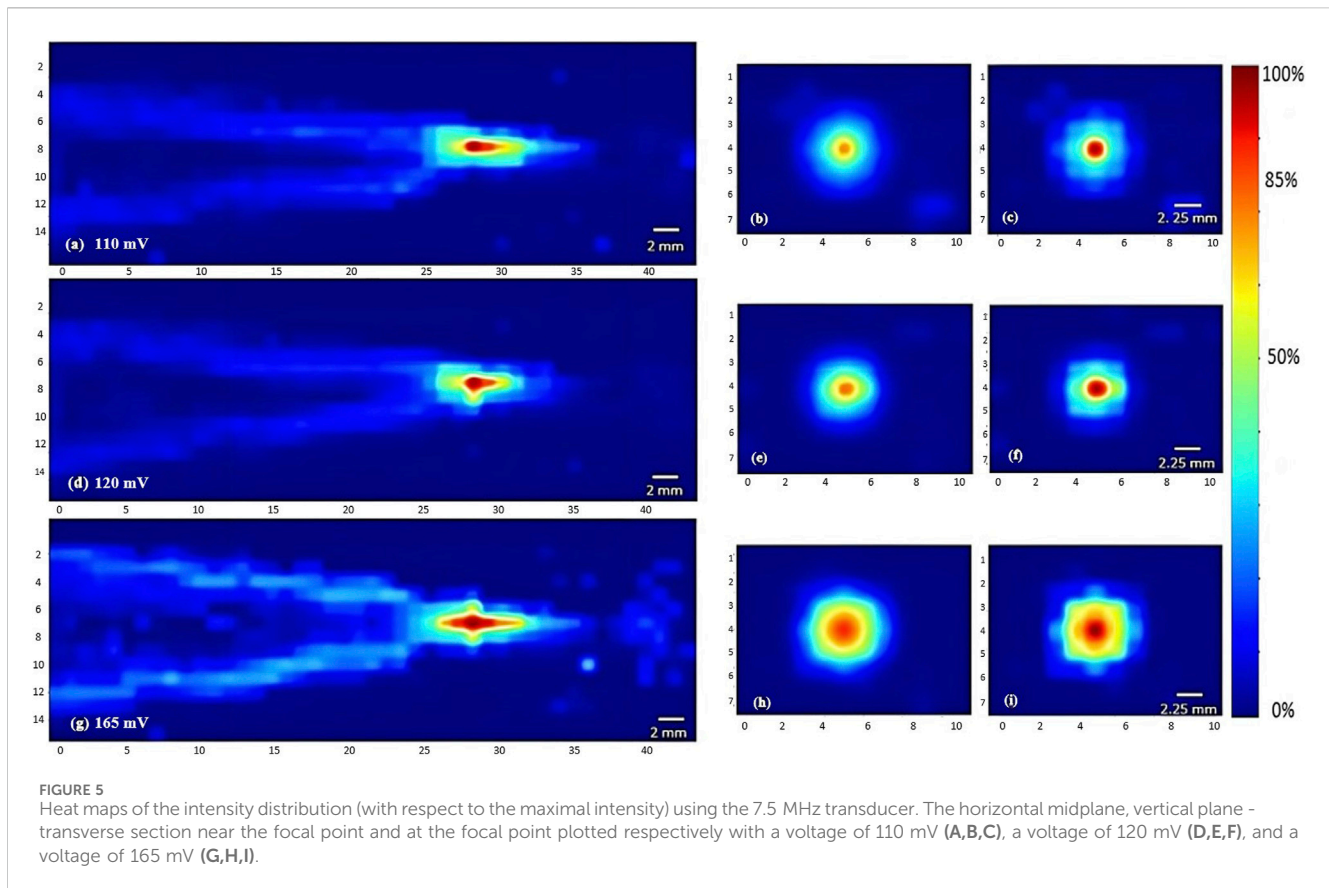 2
4
6
8
10
12
14
(a) 110 mV
2 mm
0 5 10 15 20 25 30 35 40
1
2
3
4
5
6
7
(b)
0 2 4 6 8 10
1
2
3
4
5
6
7
(c)
2. 25 mm
0 2 4 6 8 10
2
4
6
8
10
12
14
(d) 120 mV
2 mm
0 5 10 15 20 25 30 35 40
1
2
3
4
5
6
7
(e)
0 2 4 6 8 10
1
2
3
4
5
6
7
(f)
2.25 mm
0 2 4 6 8 10
2
4
6
8
10
12
14
(g) 165 mV
2 mm
0 5 10 15 20 25 30 35 40
1
2
3
4
5
6
7
(h)
0 2 4 6 8 10
1
2
3
4
5
6
7
(i)
2.25 mm
0 2 4 6 8 10
100%
85%
50%
0%
FIGURE 5
Heat maps of the intensity distribution (with respect to the maximal intensity) using the 7.5 MHz transducer. The horizontal midplane, vertical plane -
transverse section near the focal point and at the focal point plotted respectively with a voltage of 110 mV (A,B,C), a voltage of 120 mV (D,E,F), and a
voltage of 165 mV (G,H,I).